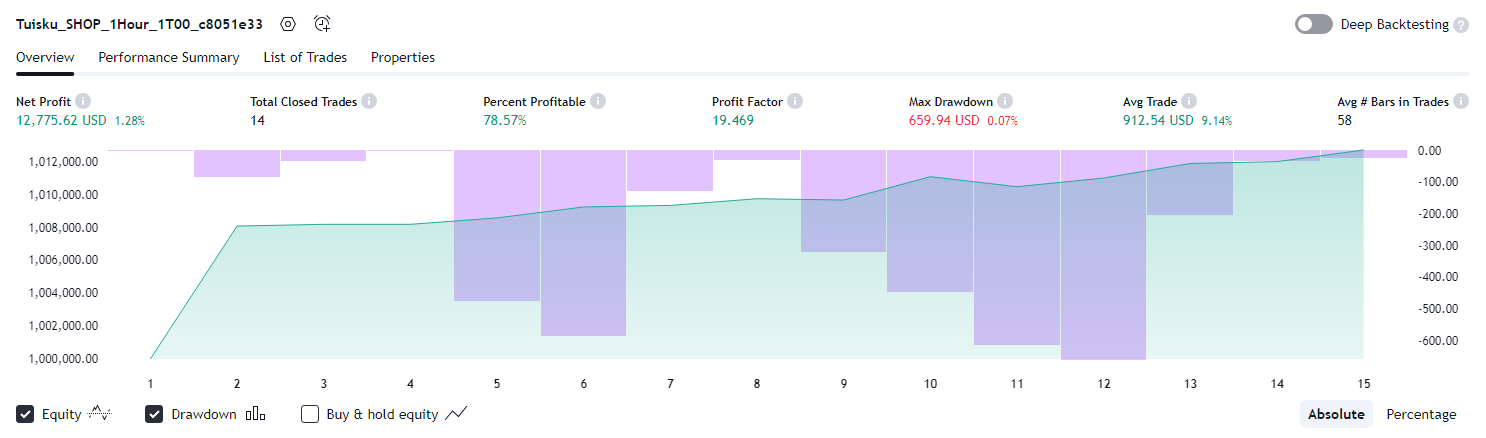 Tuisku_SHOP_1Hour_1T00_c8051e33 Deep Backtesting ?
Overview Performance Summary List of Trades Properties
Net Profit i Total Closed Trades i Percent Profitable i Profit Factor i Max Drawdown i Avg Trade i Avg # Bars in Trades i
12,775.62 USD 1.28% 14 78.57% 19.469 659.94 USD 0.07% 912.54 USD 9.14% 58
1,012,000.00 0.00
1,010,000.00 -100.00
1,008,000.00 -200.00
1,006,000.00 -300.00
1,004,000.00 -400.00
1,002,000.00 -500.00
1,000,000.00 -600.00
1 2 3 4 5 6 7 8 9 10 11 12 13 14 15
Equity Drawdown Buy & hold equity Absolute Percentage